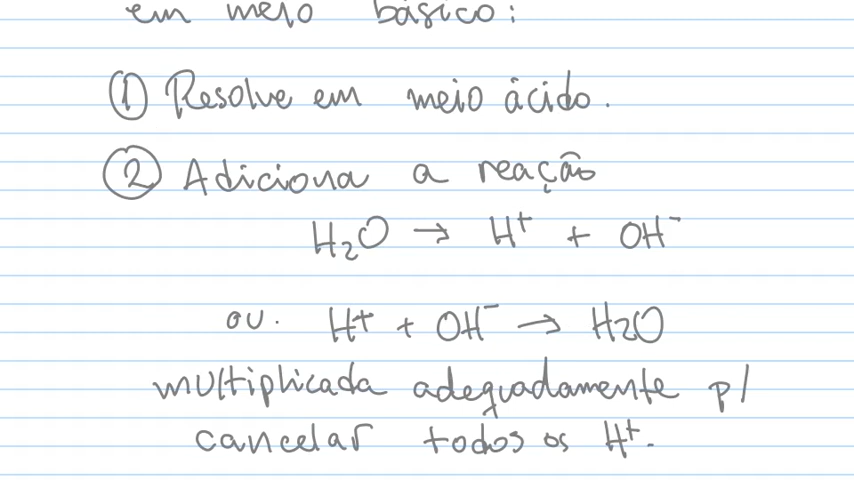 em meio básico:
① Resolve em meio ácido.
② Adiciona a reação
H₂O → H⁺ + OH⁻
ou. H⁺ + OH⁻ → H2O
multiplicada adequadamente p/
cancelar todos os H⁺.